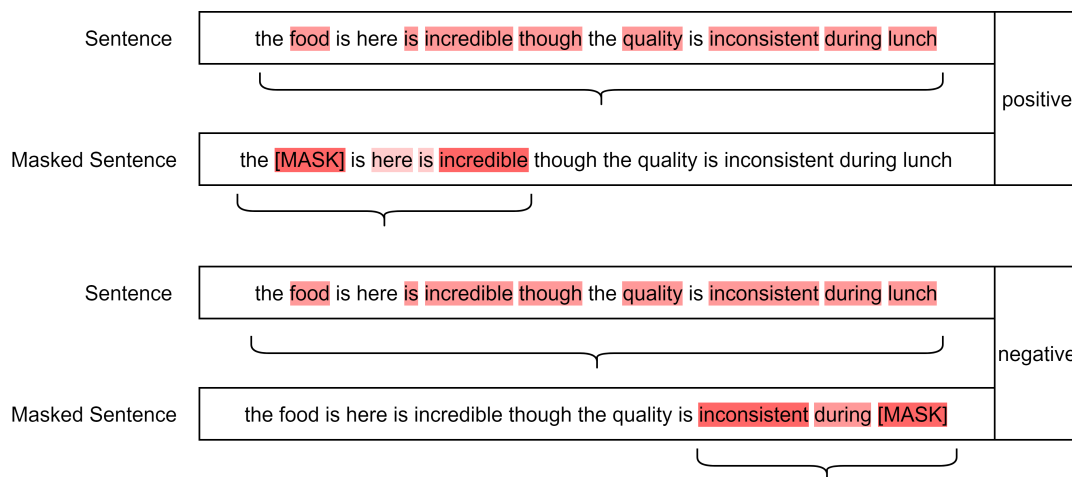 Sentence the food is here is incredible though the quality is inconsistent during lunch
positive
Masked Sentence the [MASK] is here is incredible though the quality is inconsistent during lunch
Sentence the food is here is incredible though the quality is inconsistent during lunch
negative
Masked Sentence the food is here is incredible though the quality is inconsistent during [MASK]